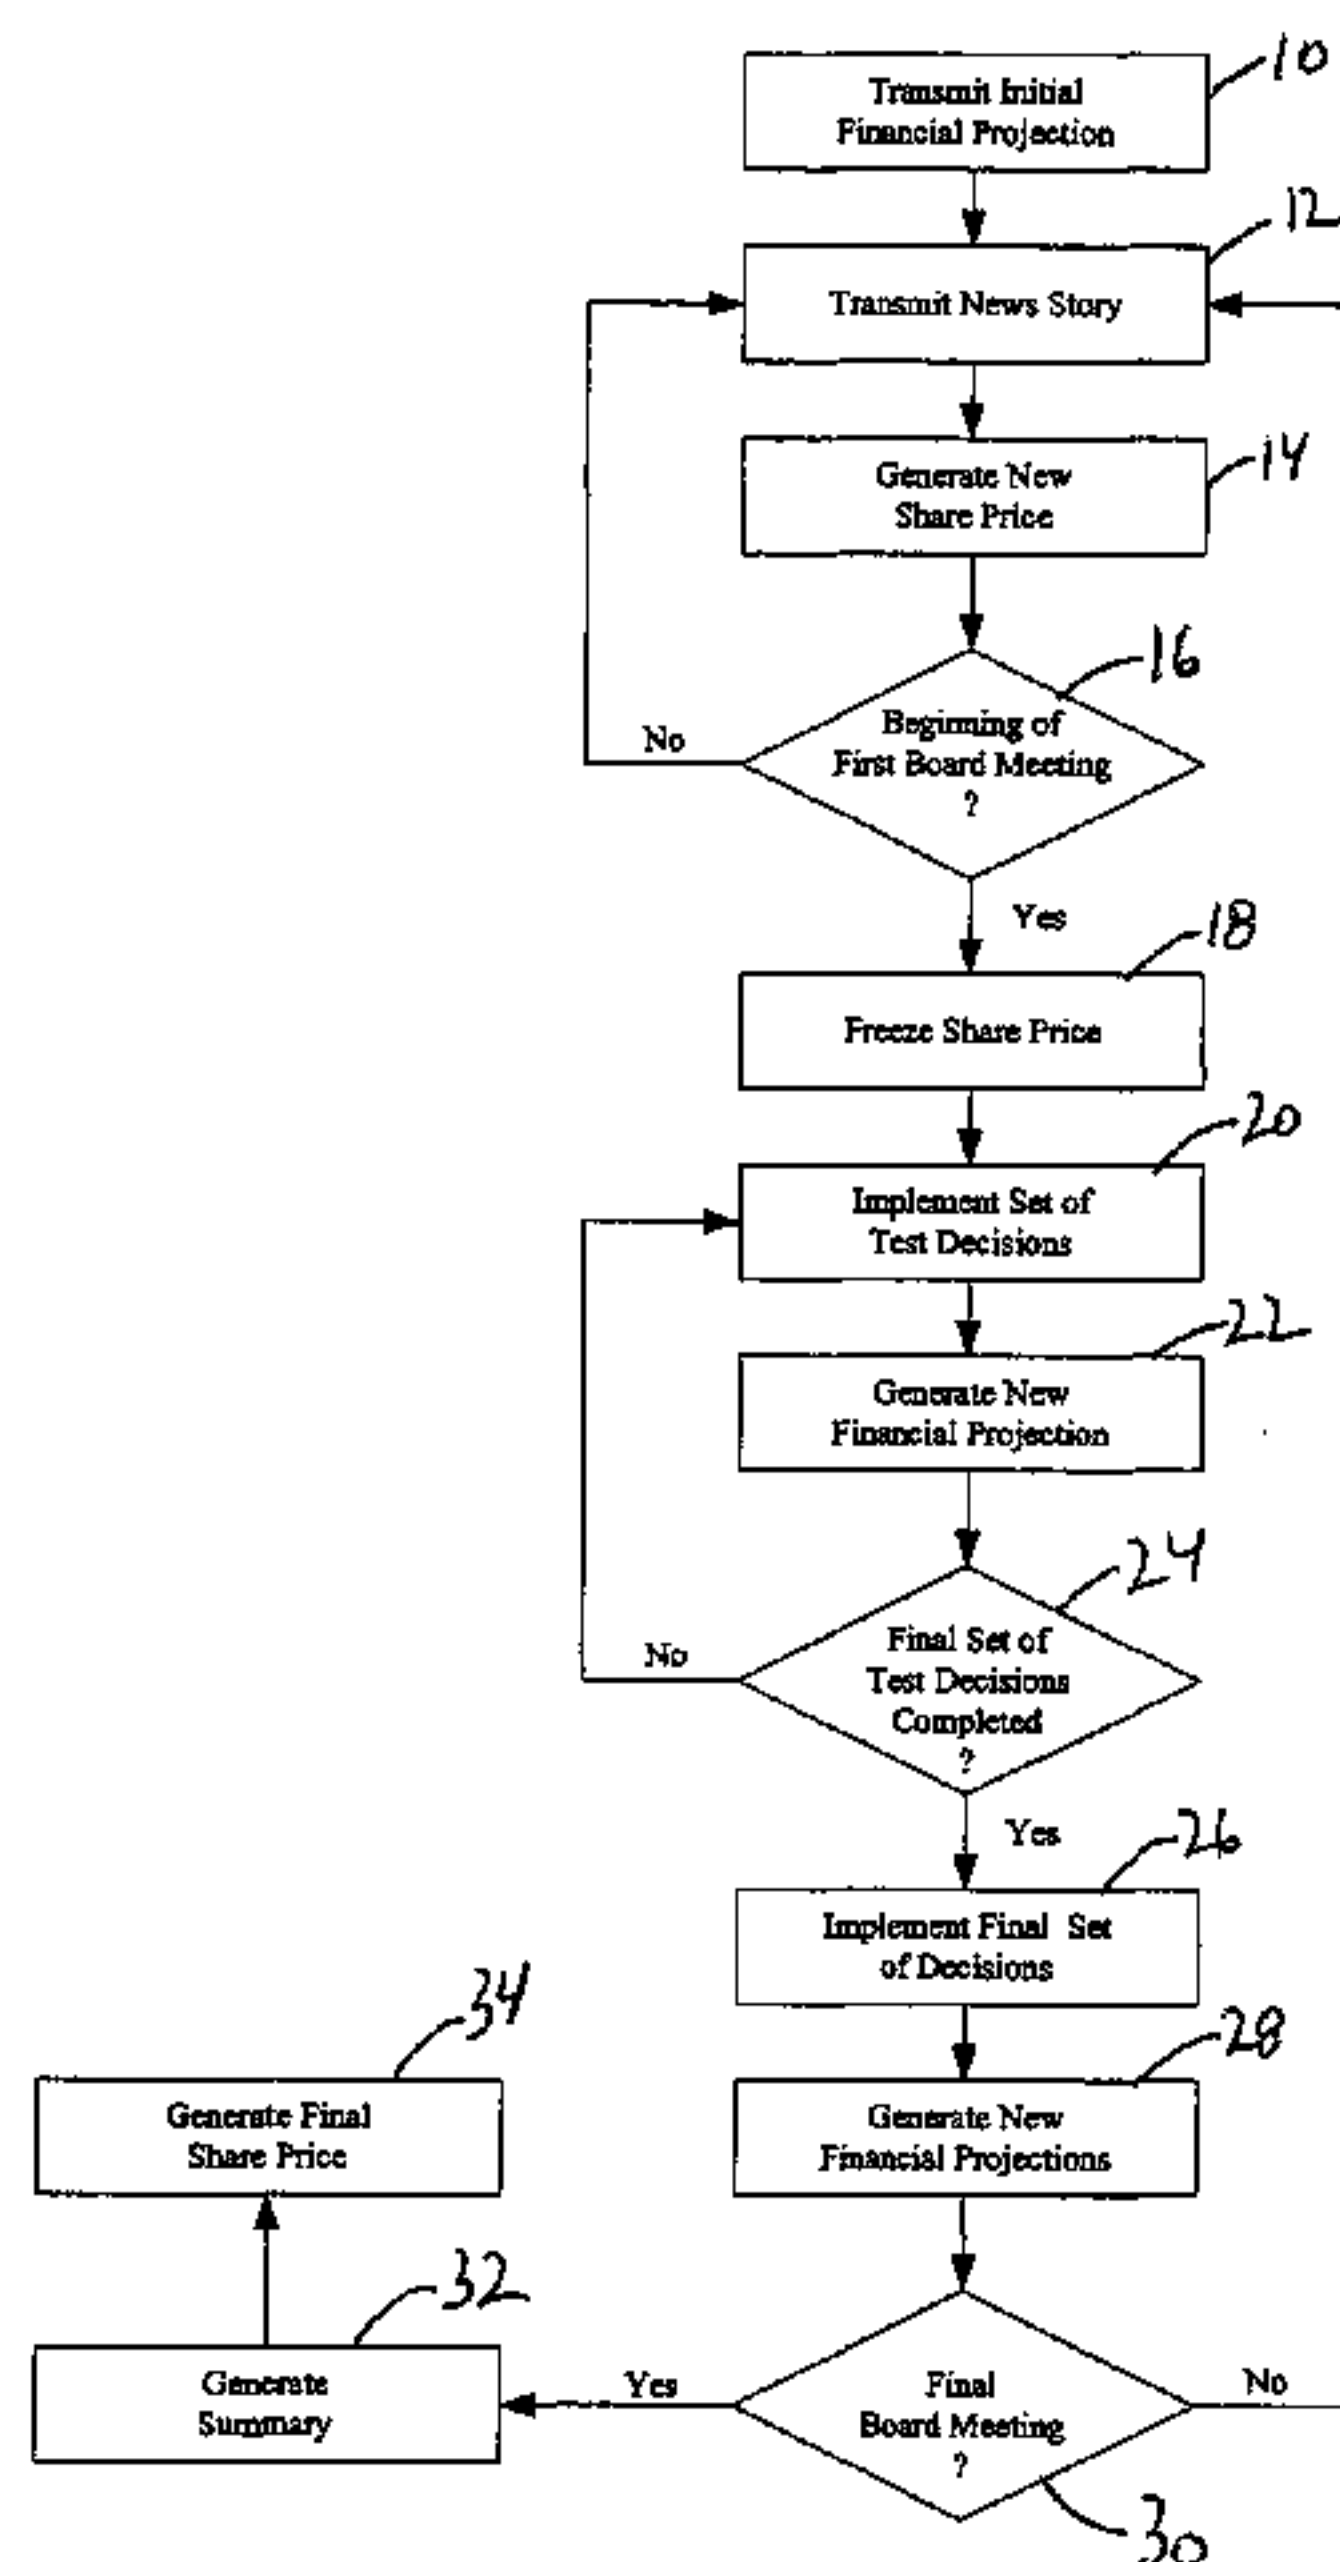 10
Transmit Initial
Financial Projection
12
Transmit News Story
14
Generate New
Share Price
16
Beginning of
First Board Meeting
?
No
Yes
18
Freeze Share Price
20
Implement Set of
Test Decisions
22
Generate New
Financial Projection
24
Final Set of
Test Decisions
Completed
?
No
Yes
26
Implement Final Set
of Decisions
28
Generate New
Financial Projections
34
Generate Final
Share Price
32
Generate
Summary
Yes
Final
Board Meeting
?
No
30